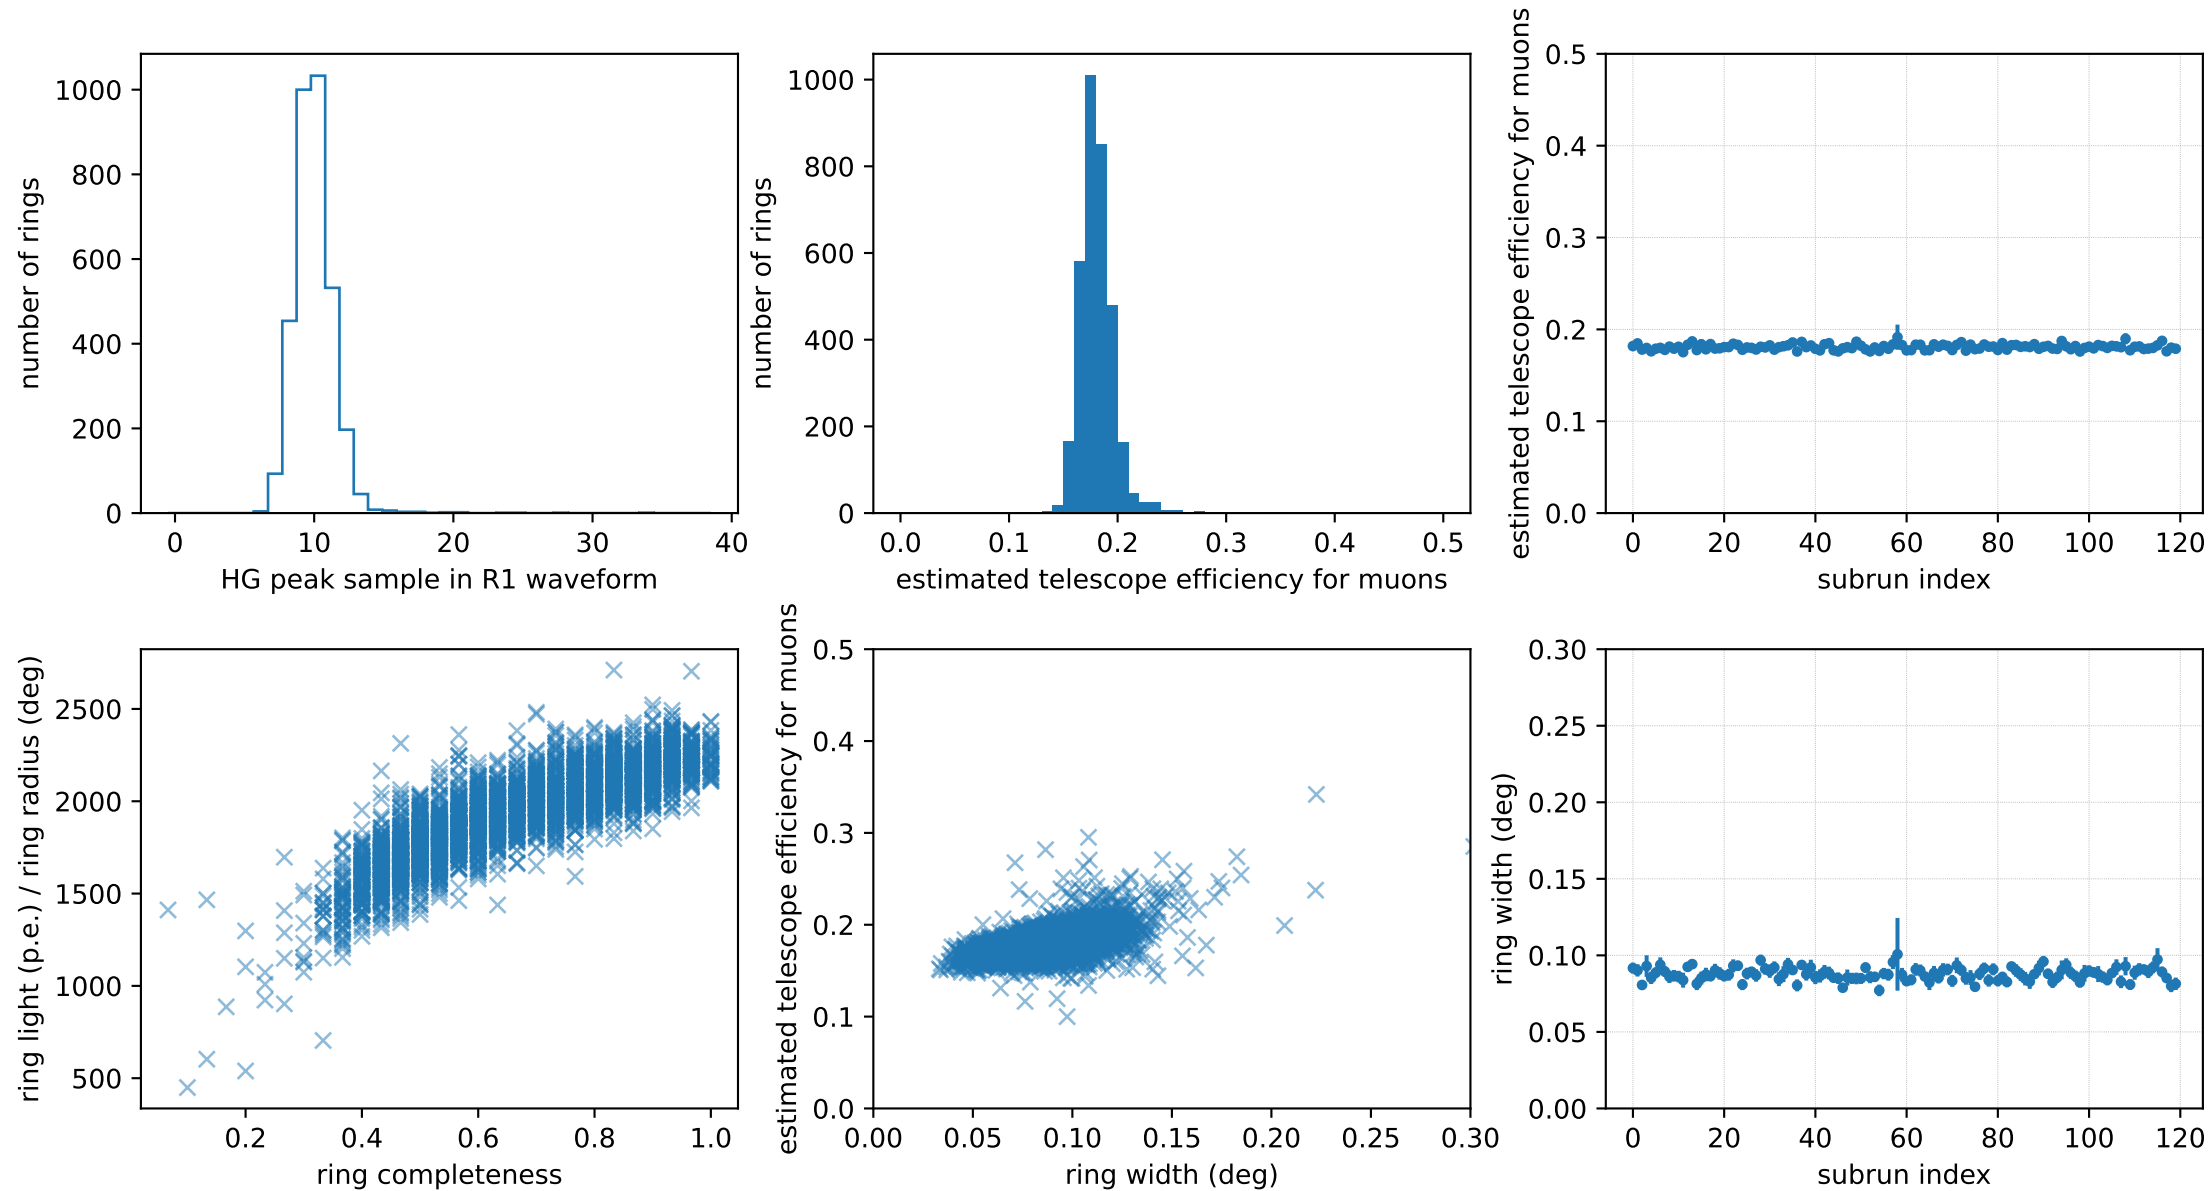 number of rings
1000
800
600
400
200
0
0 10 20 30 40
HG peak sample in R1 waveform
number of rings
1000
800
600
400
200
0
0.0 0.1 0.2 0.3 0.4 0.5
estimated telescope efficiency for muons
estimated telescope efficiency for muons
0.5
0.4
0.3
0.2
0.1
0.0
0 20 40 60 80 100 120
subrun index
ring light (p.e.) / ring radius (deg)
2500
2000
1500
1000
500
0.2 0.4 0.6 0.8 1.0
ring completeness
estimated telescope efficiency for muons
0.5
0.4
0.3
0.2
0.1
0.0
0.00 0.05 0.10 0.15 0.20 0.25 0.30
ring width (deg)
ring width (deg)
0.30
0.25
0.20
0.15
0.10
0.05
0.00
0 20 40 60 80 100 120
subrun index